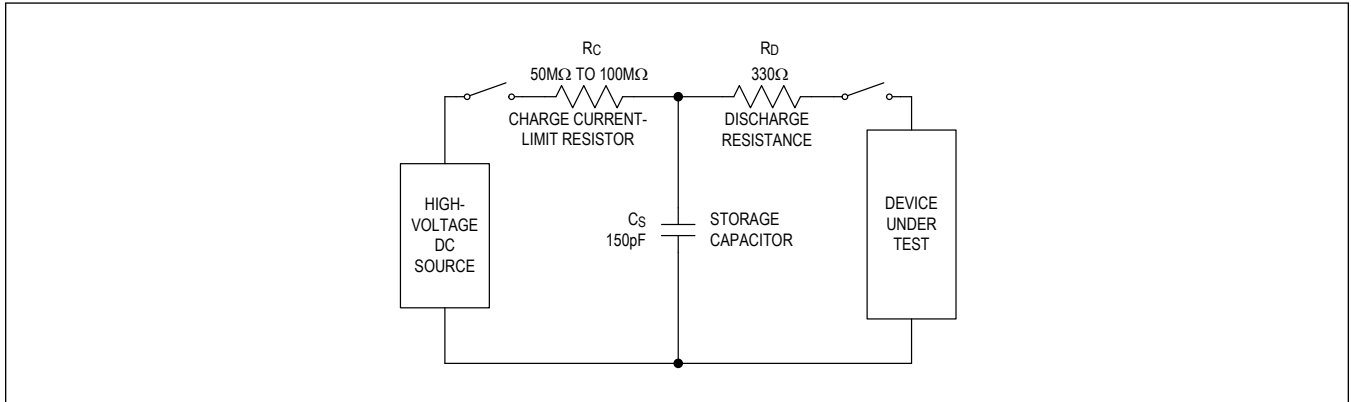 RC
50MΩ TO 100MΩ
CHARGE CURRENT-
LIMIT RESISTOR
RD
330Ω
DISCHARGE
RESISTANCE
HIGH-
VOLTAGE
DC
SOURCE
CS
150pF
STORAGE
CAPACITOR
DEVICE
UNDER
TEST